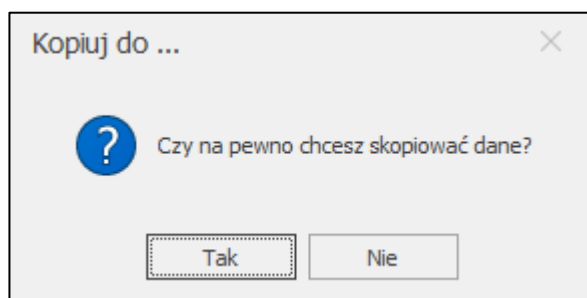 Kopiuj do ...
Czy na pewno chcesz skopiować dane?
Tak
Nie